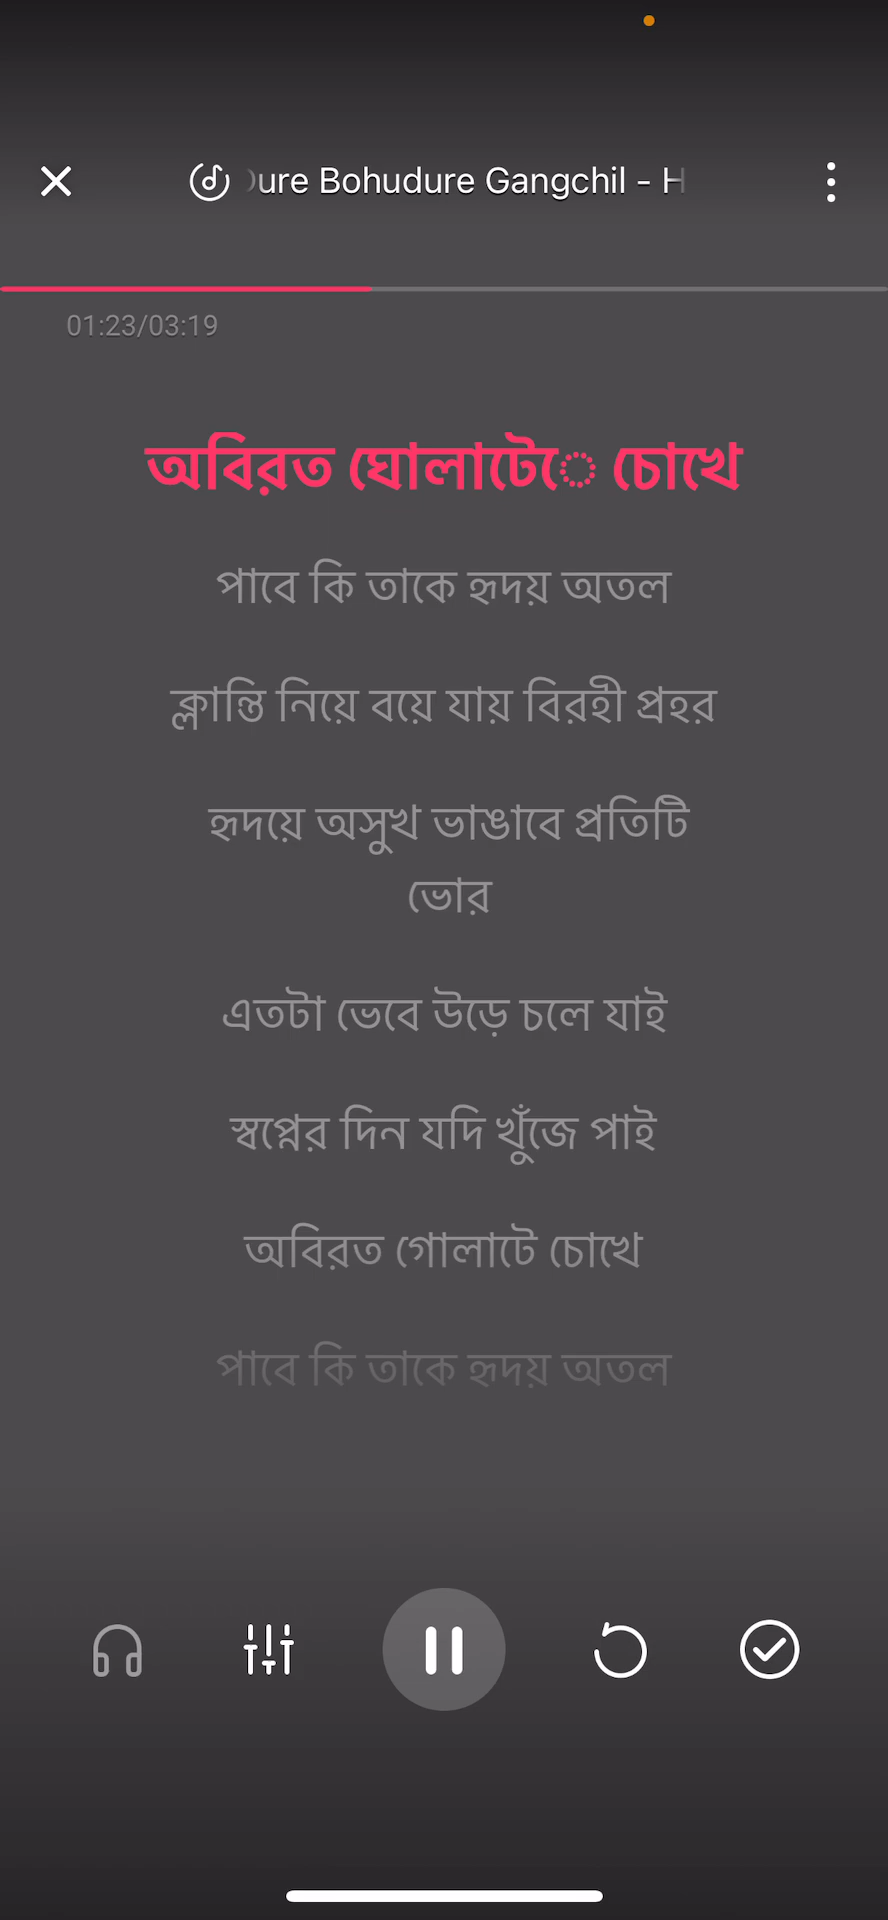 ure Bohudure Gangchil -
01:23/03:19
অবিরত ঘোলাটেে চোখে
পাবে কি তাকে হৃদয় অতল
ক্লান্তি নিয়ে বয়ে যায় বিরহী প্রহর
হৃদয়ে অসুখ ভাঙাবে প্রতিটি
ভোর
এতটা ভেবে উড়ে চলে যাই
স্বপ্নের দিন যদি খুঁজে পাই
অবিরত গোলাটে চোখে
পাবে কি তাকে হৃদয় অতল